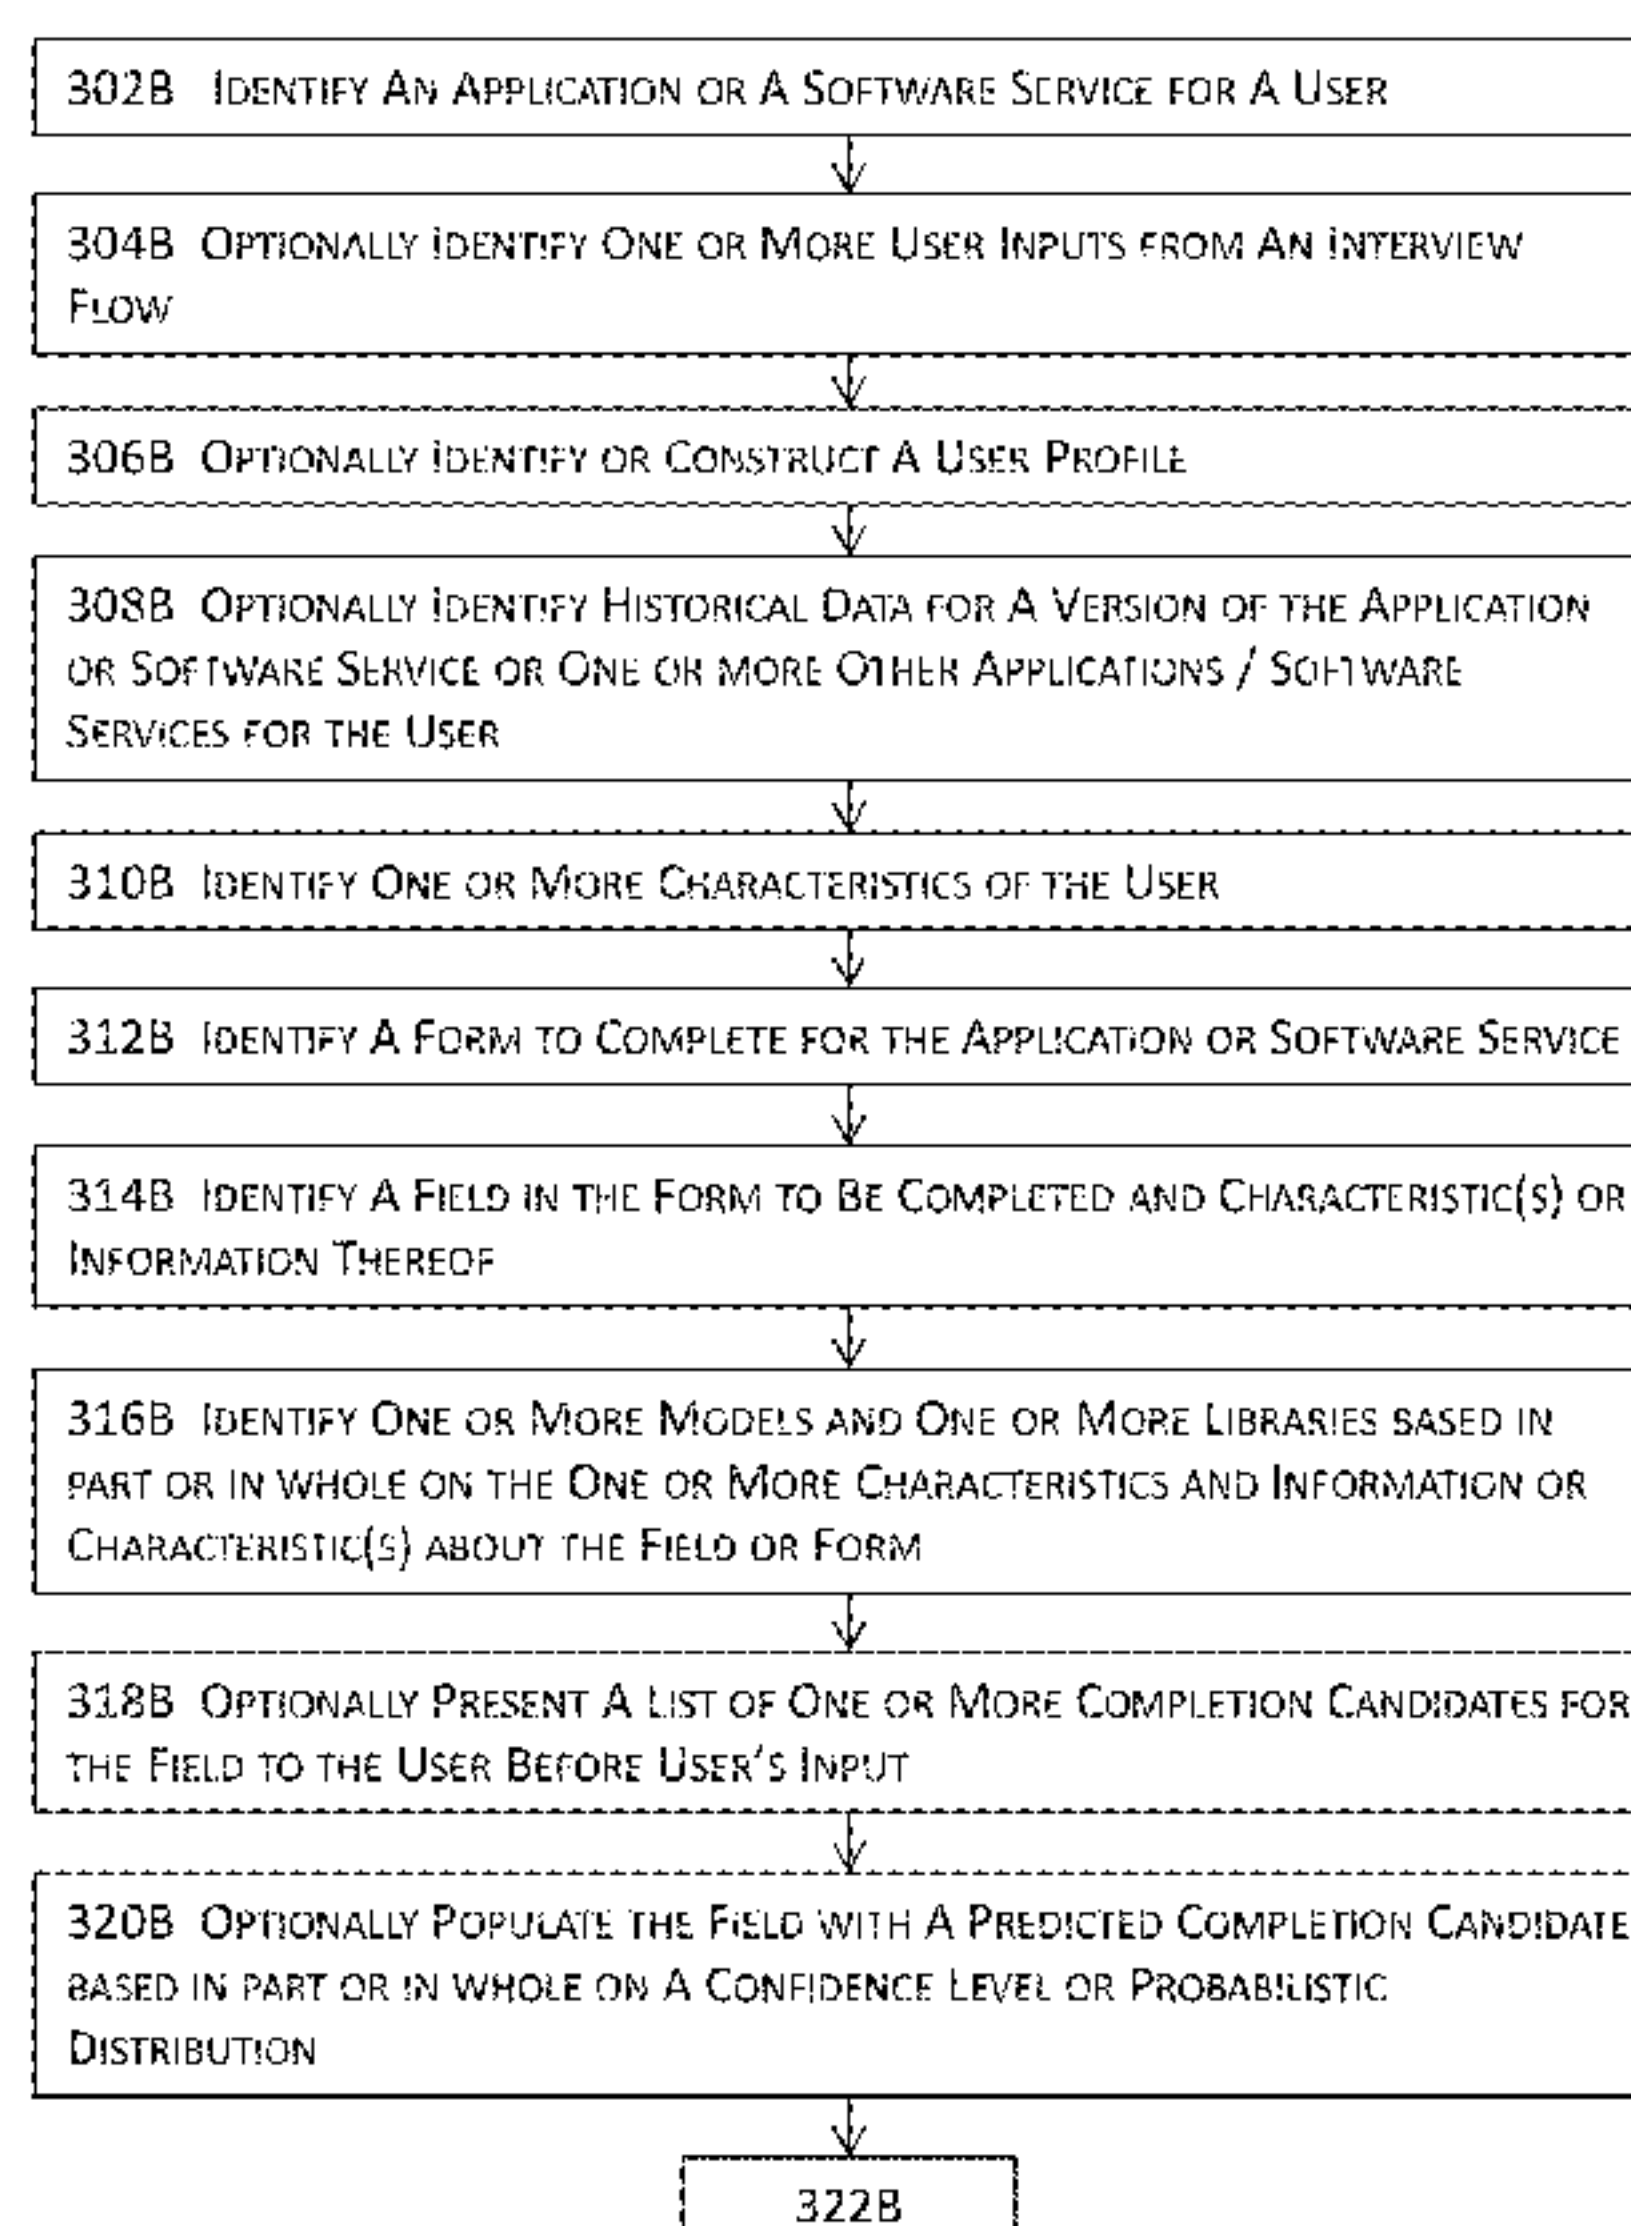 302B Identify An Application or A Software Service for A User
304B Optionally Identify One or More User Inputs from An Interview
Flow
306B Optionally Identify or Construct A User Profile
308B Optionally Identify Historical Data for A Version of the Application
or Software Service or One or more Other Applications / Software
Services for the User
310B Identify One or More Characteristics of the User
312B Identify A Form to Complete for the Application or Software Service
314B Identify A Field in the Form to Be Completed and Characteristic(s) or
Information Thereof
316B Identify One or More Models and One or More Libraries based in
part or in whole on the One or More Characteristics and Information or
Characteristic(s) about the Field or Form
318B Optionally Present A List of One or More Completion Candidates for
the Field to the User Before User's Input
320B Optionally Populate the Field with A Predicted Completion Candidate
based in part or in whole on A Confidence Level or Probabilistic
Distribution
322B